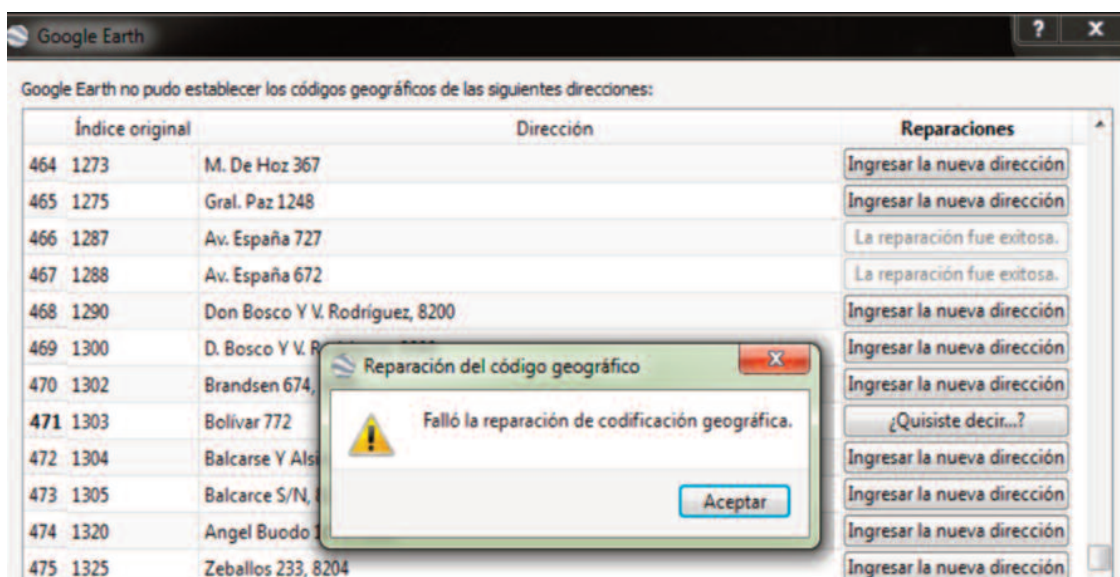 Google Earth
Google Earth no pudo establecer los códigos geográficos de las siguientes direcciones:
Índice original Dirección Reparaciones
464 1273 M. De Hoz 367 Ingresar la nueva dirección
465 1275 Gral. Paz 1248 Ingresar la nueva dirección
466 1287 Av. España 727 La reparación fue exitosa.
467 1288 Av. España 672 La reparación fue exitosa.
468 1290 Don Bosco Y V. Rodríguez, 8200 Ingresar la nueva dirección
469 1300 D. Bosco Y V. Ingresar la nueva dirección
470 1302 Brandsen 674, Ingresar la nueva dirección
471 1303 Bolívar 772 ¿Quisiste decir...?
472 1304 Balcarse Y Alsi Ingresar la nueva dirección
473 1305 Balcarce S/N, Ingresar la nueva dirección
474 1320 Angel Buodo Ingresar la nueva dirección
475 1325 Zeballos 233, 8204 Ingresar la nueva dirección
Reparación del código geográfico
Falló la reparación de codificación geográfica.
Aceptar